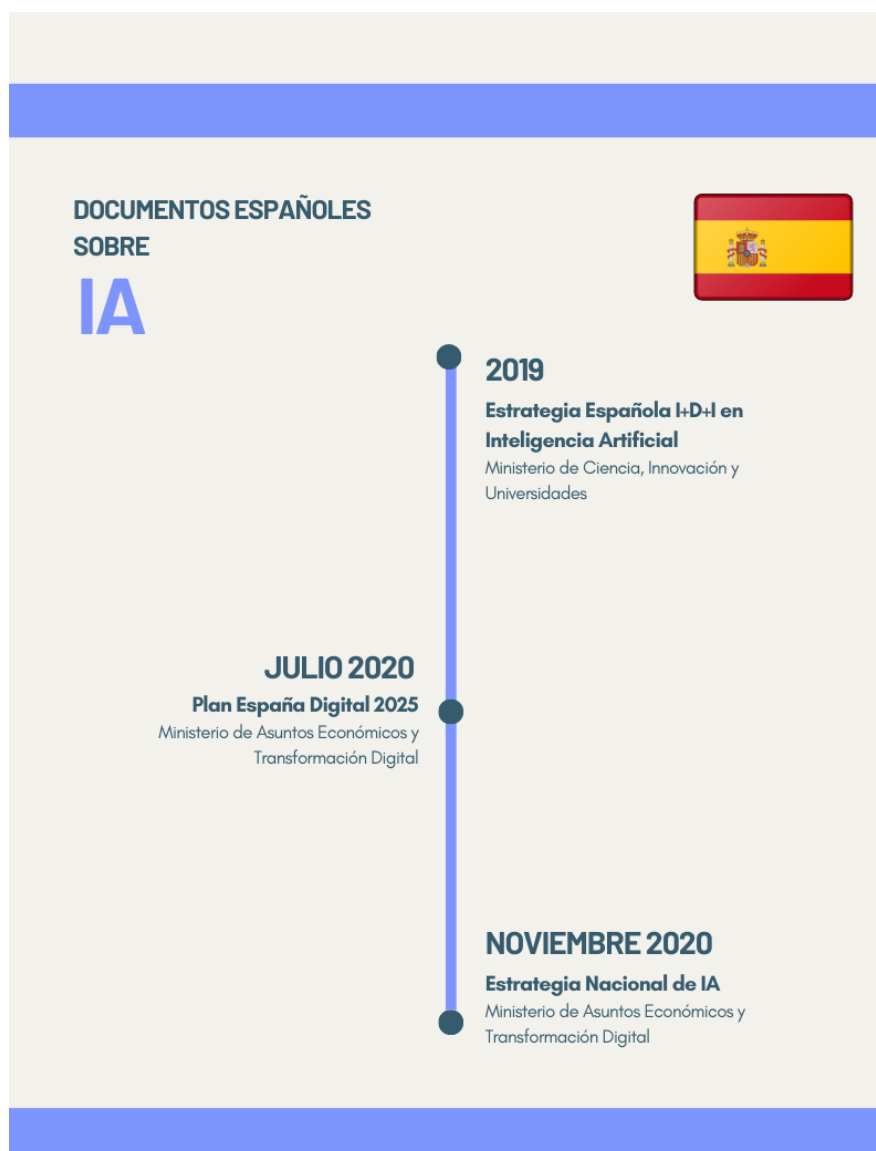 DOCUMENTOS ESPAÑOLES
SOBRE
IA
2019
Estrategia Española I+D+I en
Inteligencia Artificial
Ministerio de Ciencia, Innovación y
Universidades
JULIO 2020
Plan España Digital 2025
Ministerio de Asuntos Económicos y
Transformación Digital
NOVIEMBRE 2020
Estrategia Nacional de IA
Ministerio de Asuntos Económicos y
Transformación Digital